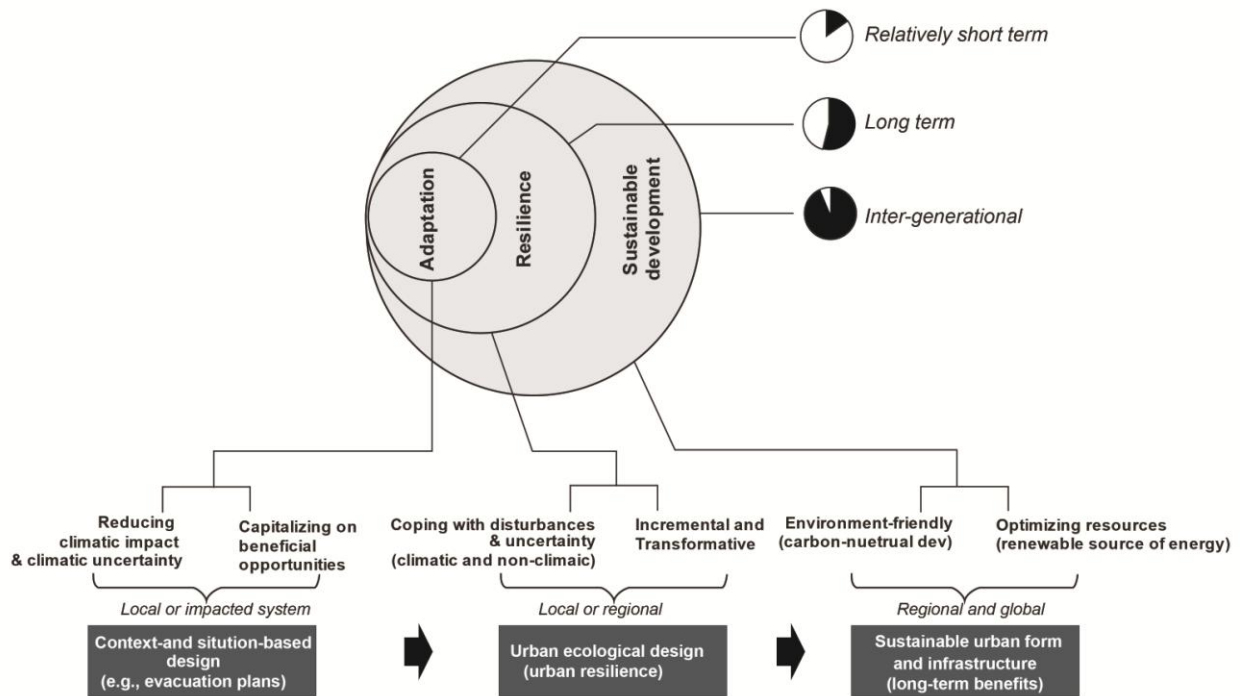 Relatively short term
Long term
Inter-generational
Adaptation
Resilience
Sustainable
development
Reducing
climatic impact
& climatic uncertainty
Capitalizing on
beneficial
opportunities
Local or impacted system
Context-and sitution-based
design
(e.g., evacuation plans)
Coping with disturbances
& uncertainty
(climatic and non-climaic)
Incremental and
Transformative
Local or regional
Urban ecological design
(urban resilience)
Environment-friendly
(carbon-nuetrual dev)
Optimizing resources
(renewable source of energy)
Regional and global
Sustainable urban form
and infrastructure
(long-term benefits)